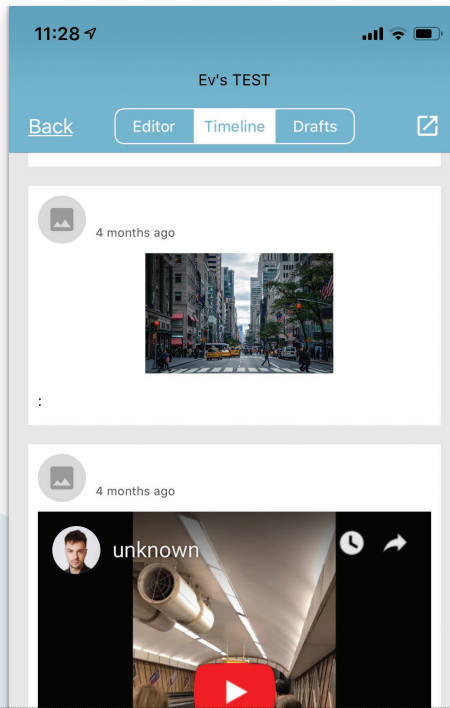 11:28
Ev's TEST
Back
Editor
Timeline
Drafts
4 months ago
:
4 months ago
unknown